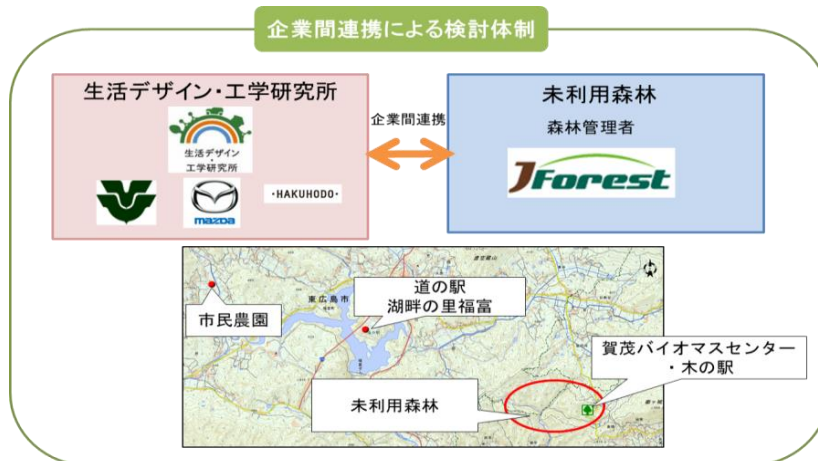 企業間連携による検討体制
生活デザイン・工学研究所
生活デザイン
・
工学研究所
mazda
・HAKUHODO・
企業間連携
未利用森林
森林管理者
JForest
東広島市
市民農園
道の駅
湖畔の里福富
未利用森林
賀茂バイオマスセンター
・木の駅